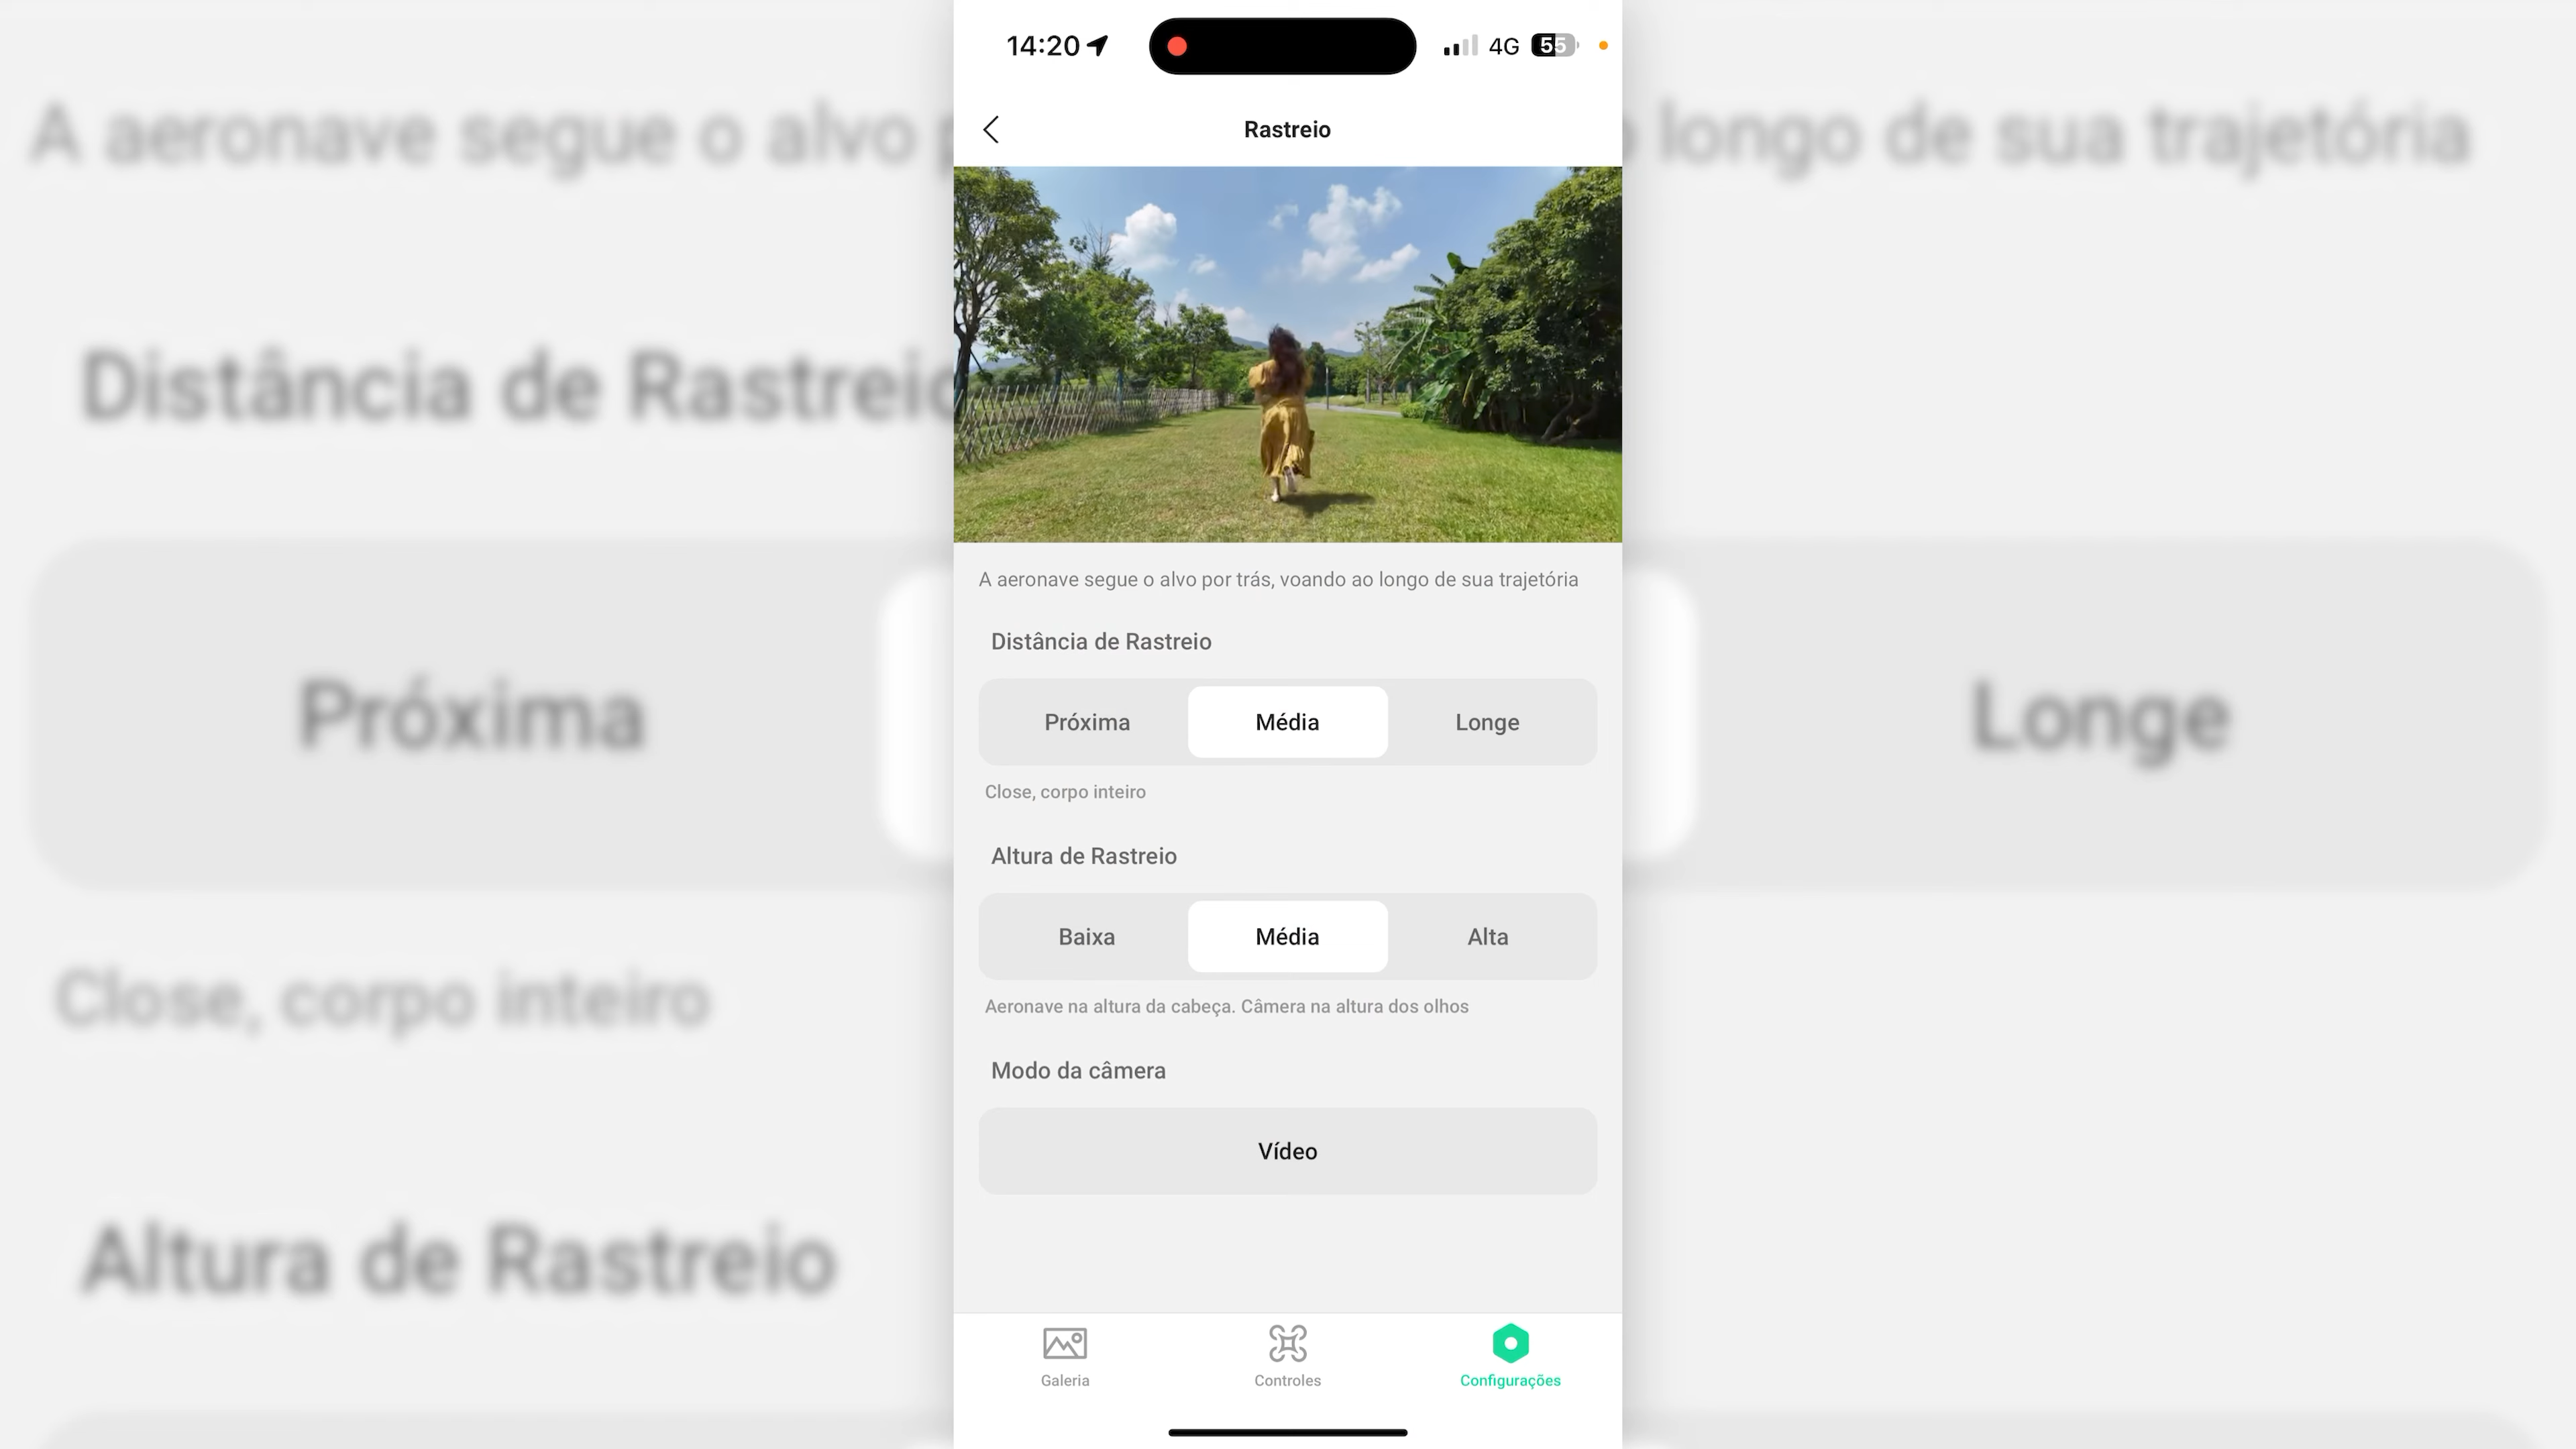 14:20
4G
55
Rastreio
A aeronave segue o alvo por trás, voando ao longo de sua trajetória
Distância de Rastreio
Próxima
Média
Longe
Close, corpo inteiro
Altura de Rastreio
Baixa
Média
Alta
Aeronave na altura da cabeça. Câmera na altura dos olhos
Modo da câmera
Vídeo
Galeria
Controles
Configurações
A aeronave segue o alvo
longo de sua trajetória
Distância de Rastreio
Próxima
Longe
Close, corpo inteiro
Altura de Rastreio